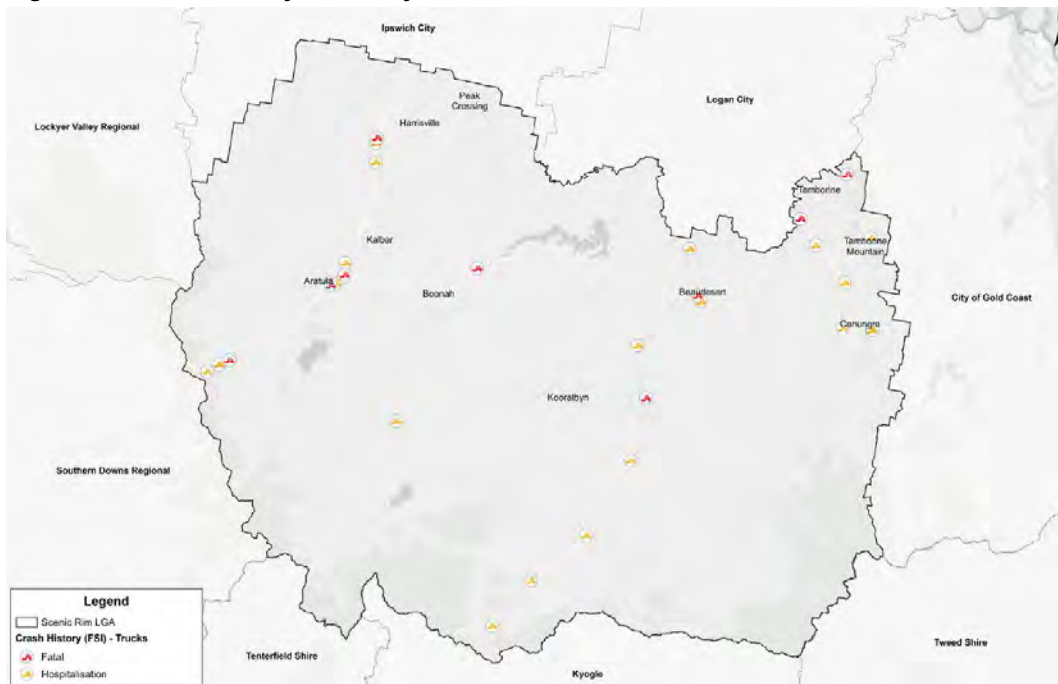 Ipswich City
Peak
Crossing
Logan City
Harrisville
Lockyer Valley Regional
Tamborine
Kalbar
Tamborine
Mountain
Aratula
Boonah
Beaudesert
City of Gold Coast
Canungra
Kooralbyn
Southern Downs Regional
Legend
Scenic Rim LGA
Crash History (FSI) - Trucks
Fatal
Hospitalisation
Tenterfield Shire
Kyogle
Tweed Shire